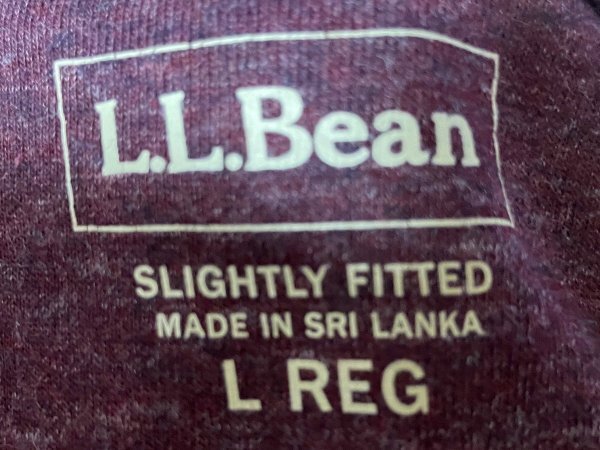 L.L.Bean
SLIGHTLY FITTED
MADE IN SRI LANKA
L REG